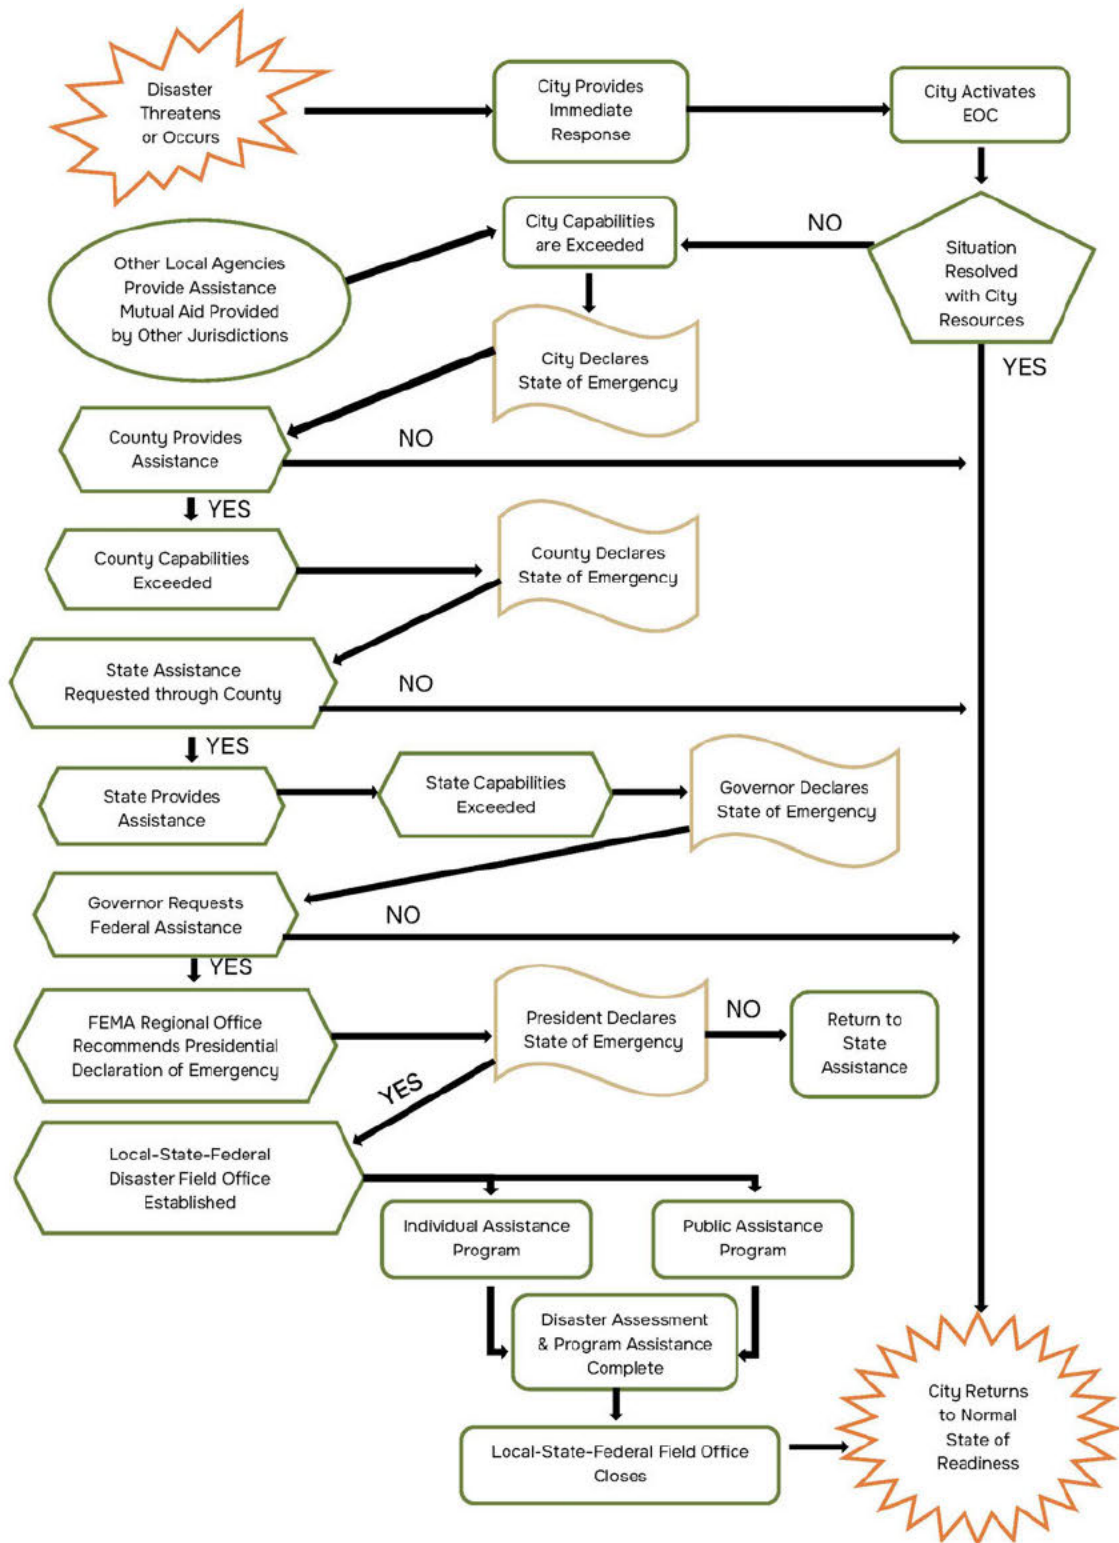 Disaster
Threatens
or Occurs
City Provides
Immediate
Response
City Activates
EOC
City Capabilities
are Exceeded
NO
Situation
Resolved
with City
Resources
Other Local Agencies
Provide Assistance
Mutual Aid Provided
by Other Jurisdictions
City Declares
State of Emergency
YES
County Provides
Assistance
NO
YES
County Capabilities
Exceeded
County Declares
State of Emergency
State Assistance
Requested through County
NO
YES
State Provides
Assistance
State Capabilities
Exceeded
Governor Declares
State of Emergency
Governor Requests
Federal Assistance
NO
YES
FEMA Regional Office
Recommends Presidential
Declaration of Emergency
President Declares
State of Emergency
NO
Return to
State
Assistance
YES
Local-State-Federal
Disaster Field Office
Established
Individual Assistance
Program
Public Assistance
Program
Disaster Assessment
& Program Assistance
Complete
Local-State-Federal Field Office
Closes
City Returns
to Normal
State of
Readiness